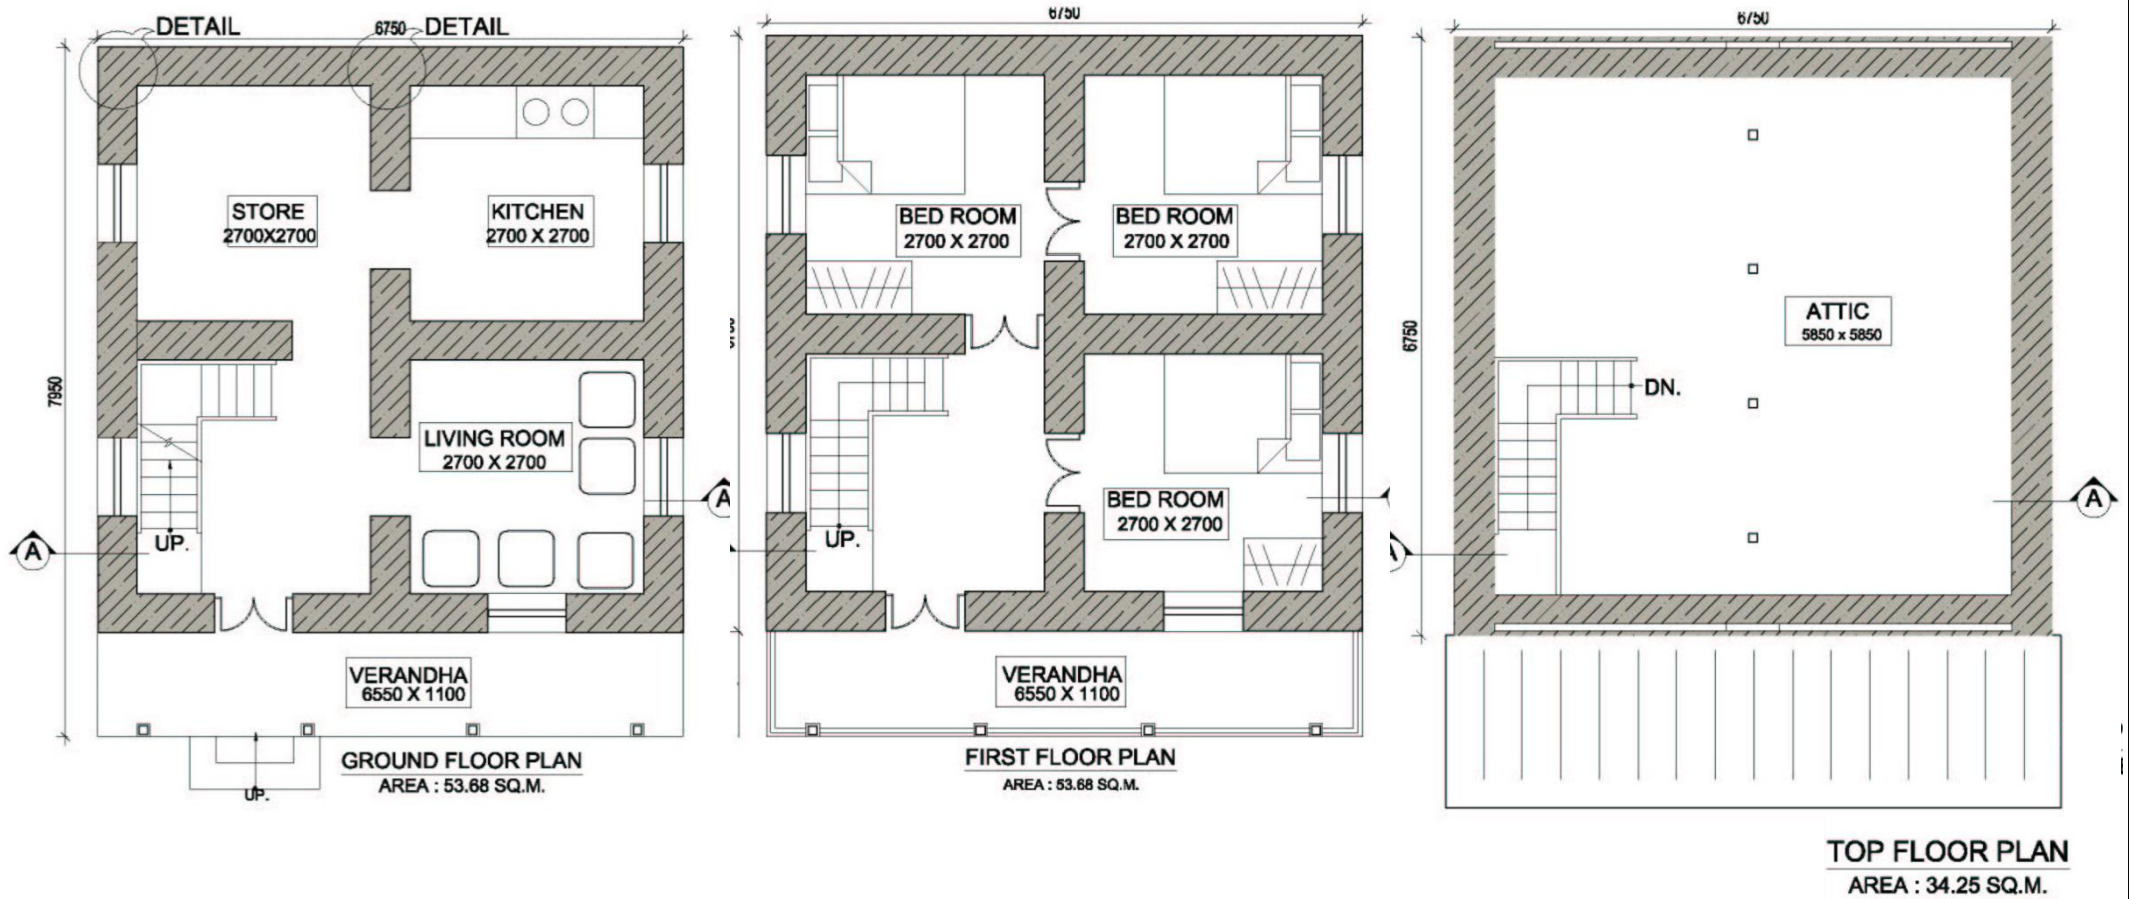 DETAIL
6750
DETAIL
7950
STORE
2700X2700
KITCHEN
2700 X 2700
LIVING ROOM
2700 X 2700
UP.
A
A
VERANDHA
6550 X 1100
UP.
GROUND FLOOR PLAN
AREA : 53.68 SQ.M.
6750
BED ROOM
2700 X 2700
BED ROOM
2700 X 2700
BED ROOM
2700 X 2700
UP.
VERANDHA
6550 X 1100
FIRST FLOOR PLAN
AREA : 53.68 SQ.M.
6750
6750
ATTIC
5850 x 5850
DN.
A
A
TOP FLOOR PLAN
AREA : 34.25 SQ.M.